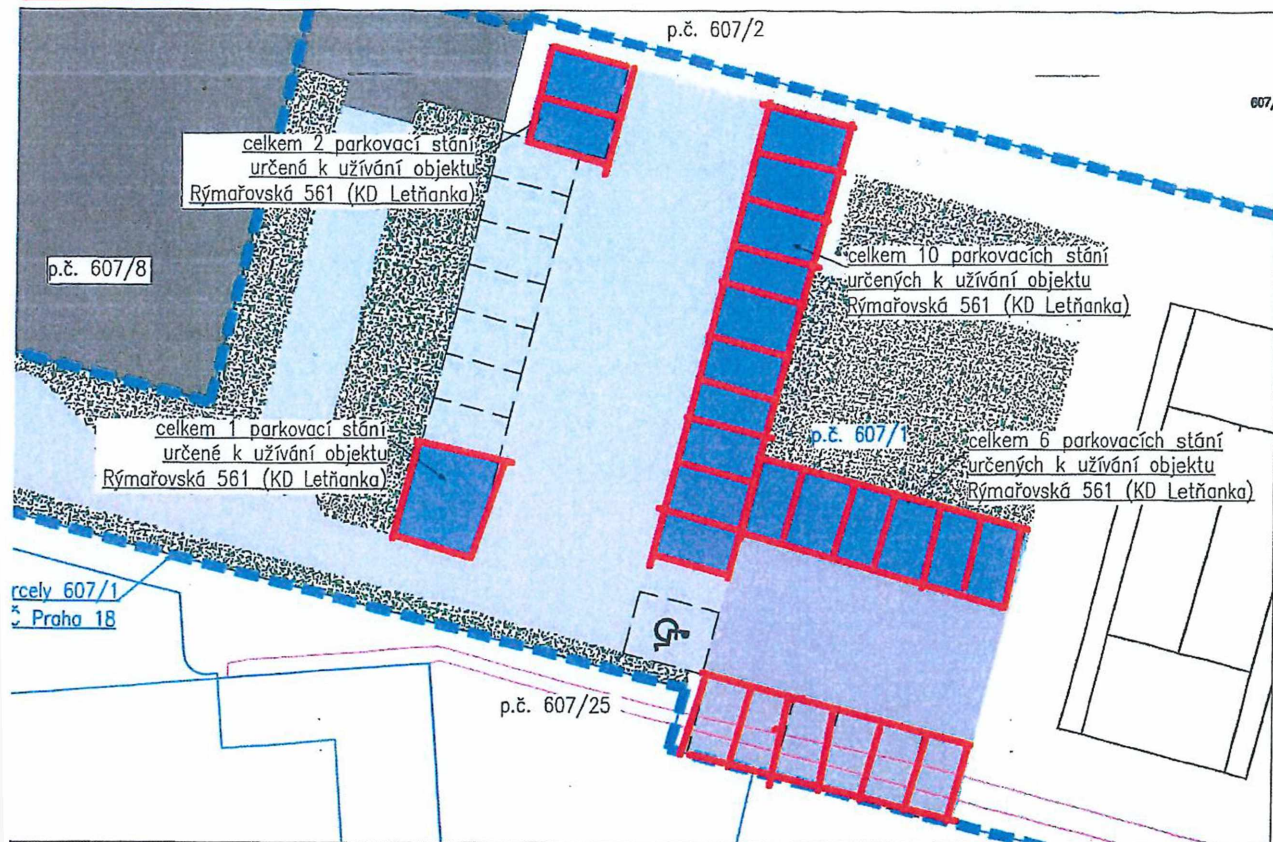 p.č. 607/2
607/
celkem 2 parkovací stání
určená k užívání objektu
Rýmařovská 561 (KD Letňanka)
p.č. 607/8
celkem 10 parkovacích stání
určených k užívání objektu
Rýmařovská 561 (KD Letňanka)
celkem 1 parkovací stání
určené k užívání objektu
Rýmařovská 561 (KD Letňanka)
p.č. 607/1
celkem 6 parkovacích stání
určených k užívání objektu
Rýmařovská 561 (KD Letňanka)
rcely 607/1
Č Praha 18
p.č. 607/25